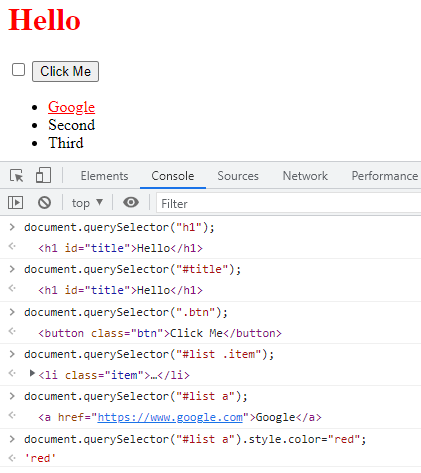 Hello
Click Me
Google
Second
Third
Elements Console Sources Network Performance
top Filter
document.querySelector("h1");
<h1 id="title">Hello</h1>
document.querySelector("#title");
<h1 id="title">Hello</h1>
document.querySelector(".btn");
<button class="btn">Click Me</button>
document.querySelector("#list .item");
<li class="item">…</li>
document.querySelector("#list a");
<a href="https://www.google.com">Google</a>
document.querySelector("#list a").style.color="red";
'red'